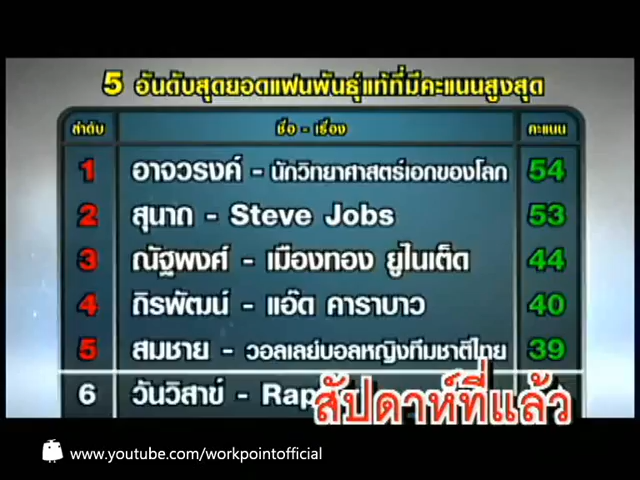 5 อันดับสุดยอดแฟนพันธุ์แท้ที่มีคะแนนสูงสุด
ลำดับ ชื่อ - เรื่อง คะแนน
1 อาจวรงค์ - นักวิทยาศาสตร์เอกของโลก 54
2 สุนาถ - Steve Jobs 53
3 ณัฐพงศ์ - เมืองทอง ยูไนเต็ด 44
4 ถิรพัฒน์ - แอ๊ด คาราบาว 40
5 สมชาย - วอลเลย์บอลหญิงทีมชาติไทย 39
6 วันวิสาข์ -
สัปดาห์ที่แล้ว
www.youtube.com/workpointofficial